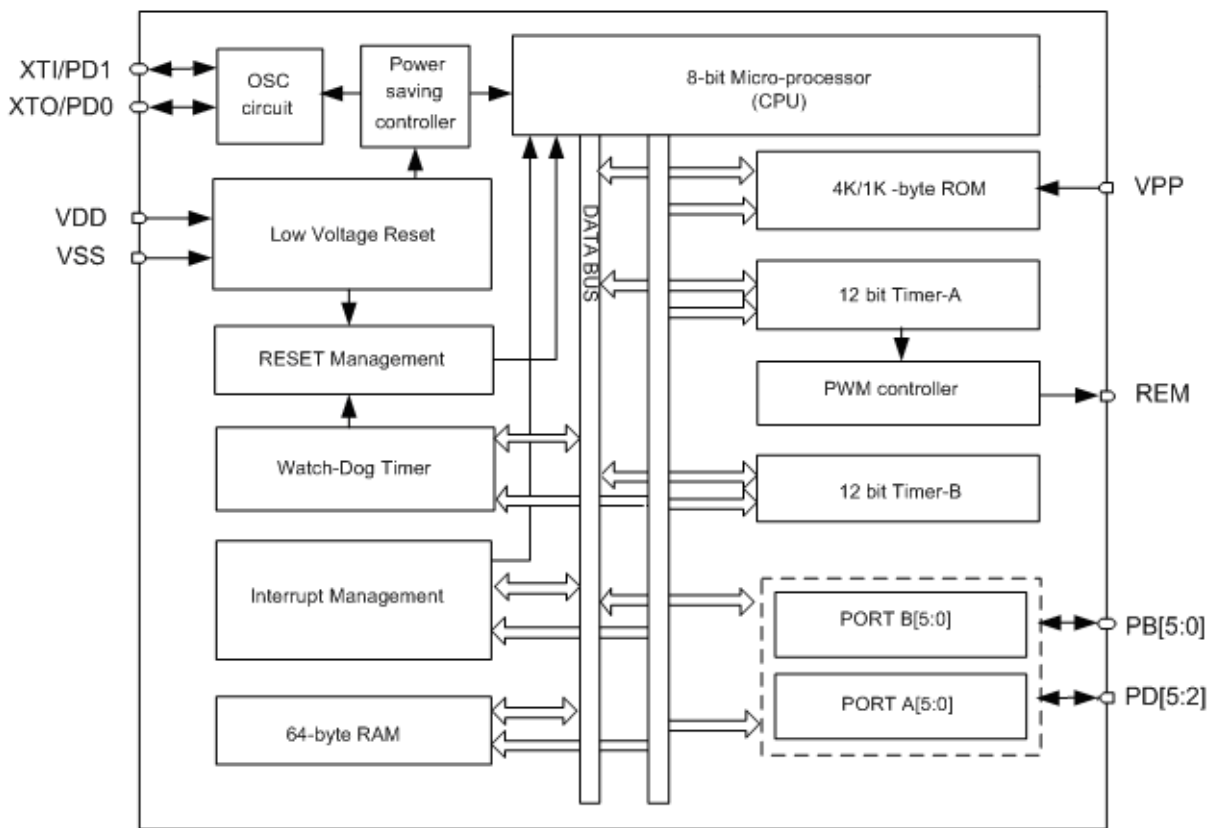 XTI/PD1
XTO/PD0
OSC
circuit
Power
saving
controller
8-bit Micro-processor
(CPU)
VDD
VSS
Low Voltage Reset
4K/1K -byte ROM
VPP
DATA BUS
12 bit Timer-A
RESET Management
PWM controller
REM
Watch-Dog Timer
12 bit Timer-B
Interrupt Management
PORT B[5:0]
PB[5:0]
PORT A[5:0]
PD[5:2]
64-byte RAM